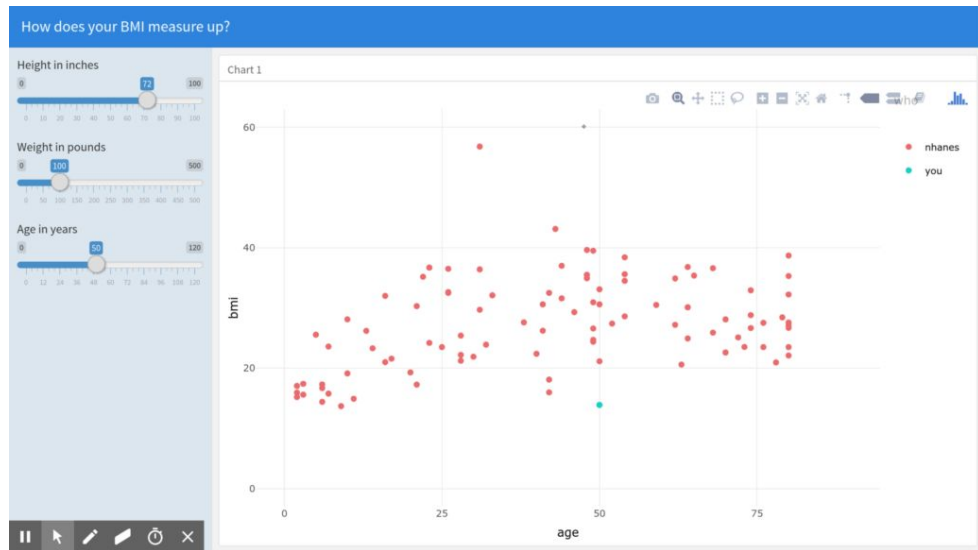 How does your BMI measure up?
Height in inches
0 72 100
0 10 20 30 40 50 60 70 80 90 100
Weight in pounds
0 100 500
0 50 100 150 200 250 300 350 400 450 500
Age in years
0 50 120
0 12 24 36 48 60 72 84 96 108 120
Chart 1
who
nhanes
you
60
40
20
0
bmi
0 25 50 75
age